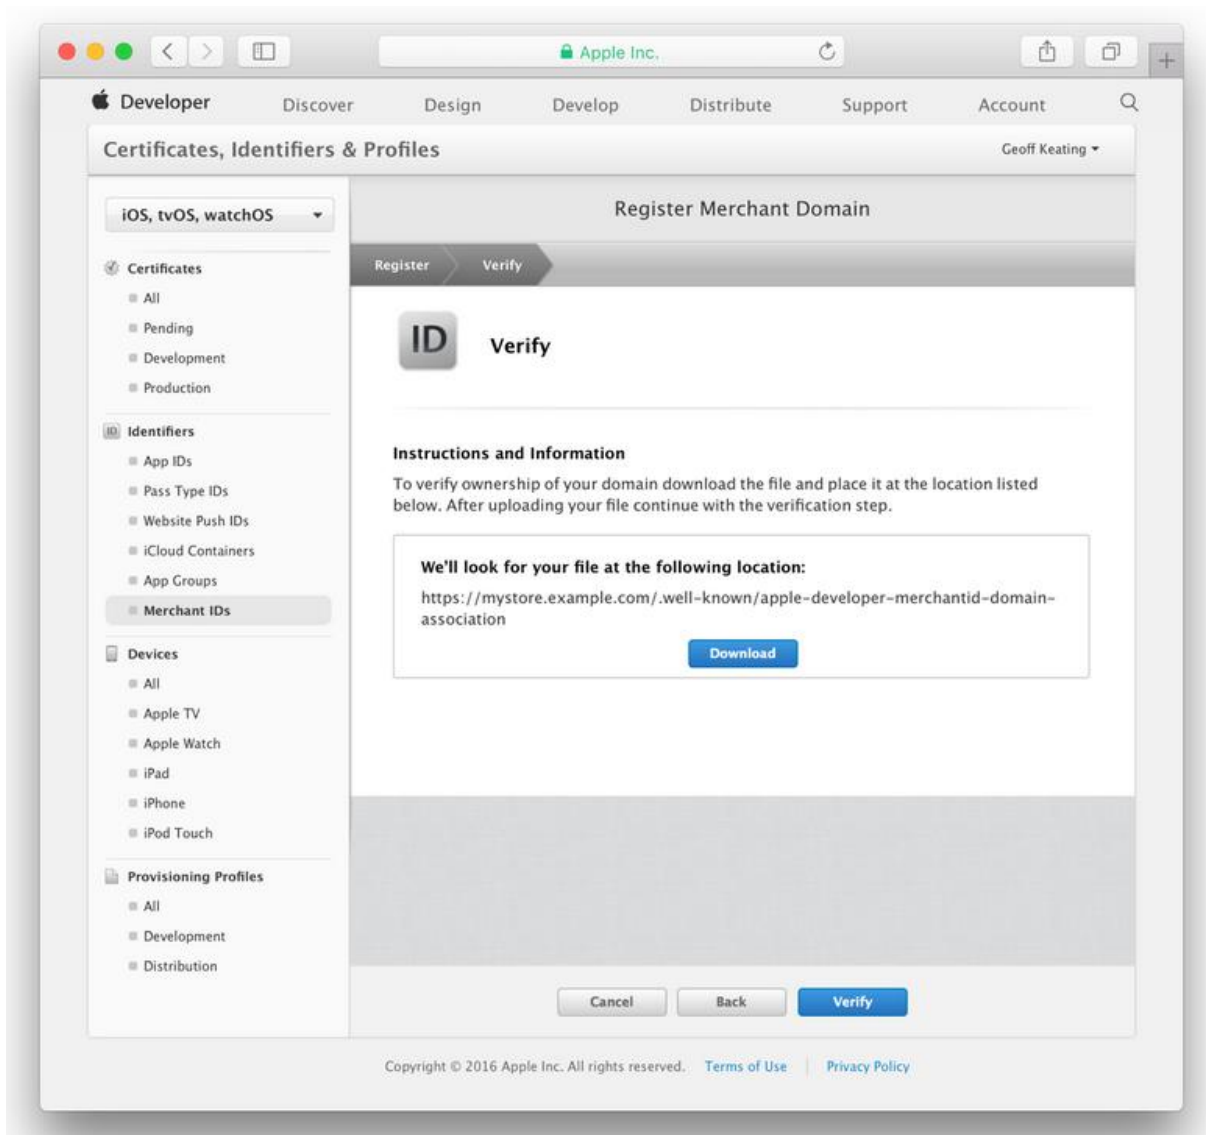 Apple Inc.
Developer Discover Design Develop Distribute Support Account
Certificates, Identifiers & Profiles Geoff Keating
iOS, tvOS, watchOS
Certificates
All
Pending
Development
Production
ID Identifiers
App IDs
Pass Type IDs
Website Push IDs
iCloud Containers
App Groups
Merchant IDs
Devices
All
Apple TV
Apple Watch
iPad
iPhone
iPod Touch
Provisioning Profiles
All
Development
Distribution
Register Merchant Domain
Register Verify
ID Verify
Instructions and Information
To verify ownership of your domain download the file and place it at the location listed
below. After uploading your file continue with the verification step.
We'll look for your file at the following location:
https://mystore.example.com/.well-known/apple-developer-merchantid-domain-
association
Download
Cancel Back Verify
Copyright © 2016 Apple Inc. All rights reserved. Terms of Use Privacy Policy